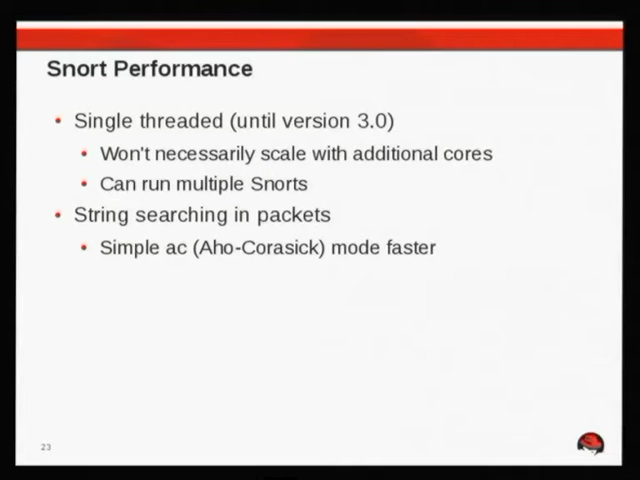 Snort Performance
Single threaded (until version 3.0)
Won't necessarily scale with additional cores
Can run multiple Snorts
String searching in packets
Simple ac (Aho-Corasick) mode faster
23